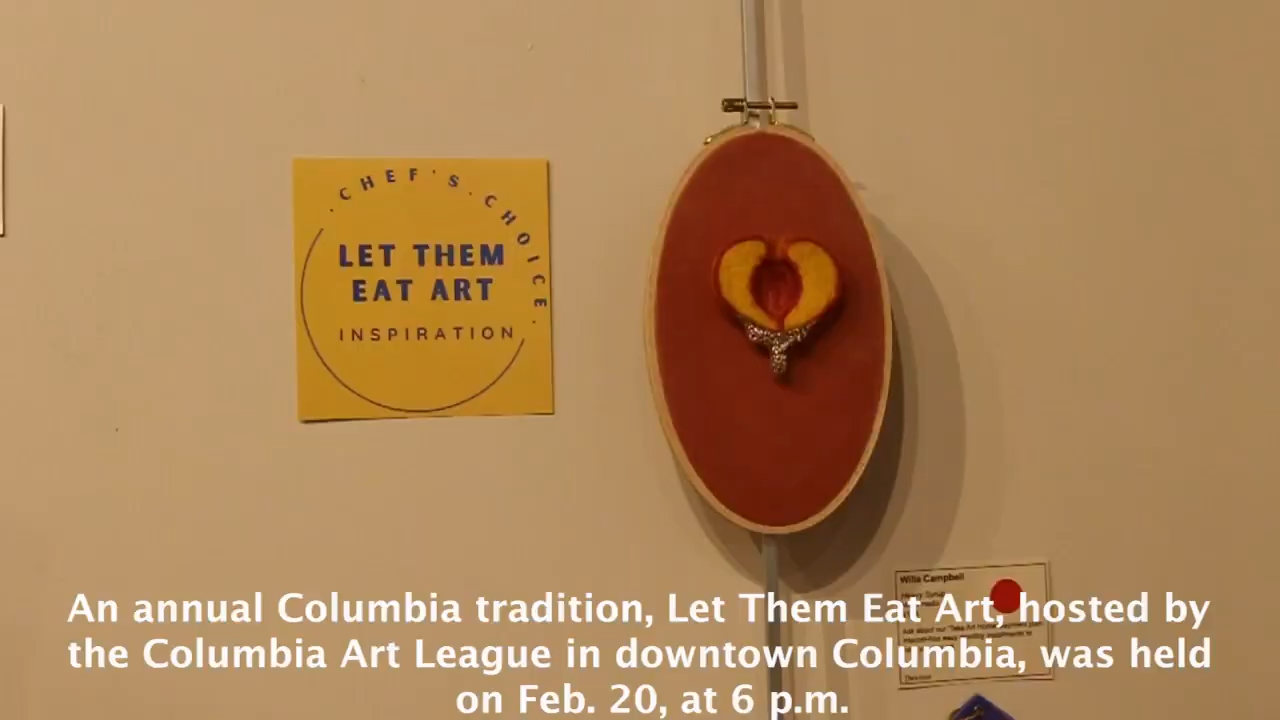 CHEF'S CHOICE
LET THEM
EAT ART
INSPIRATION
Willa Campbell
An annual Columbia tradition, Let Them Eat Art, hosted by
the Columbia Art League in downtown Columbia, was held
on Feb. 20, at 6 p.m.